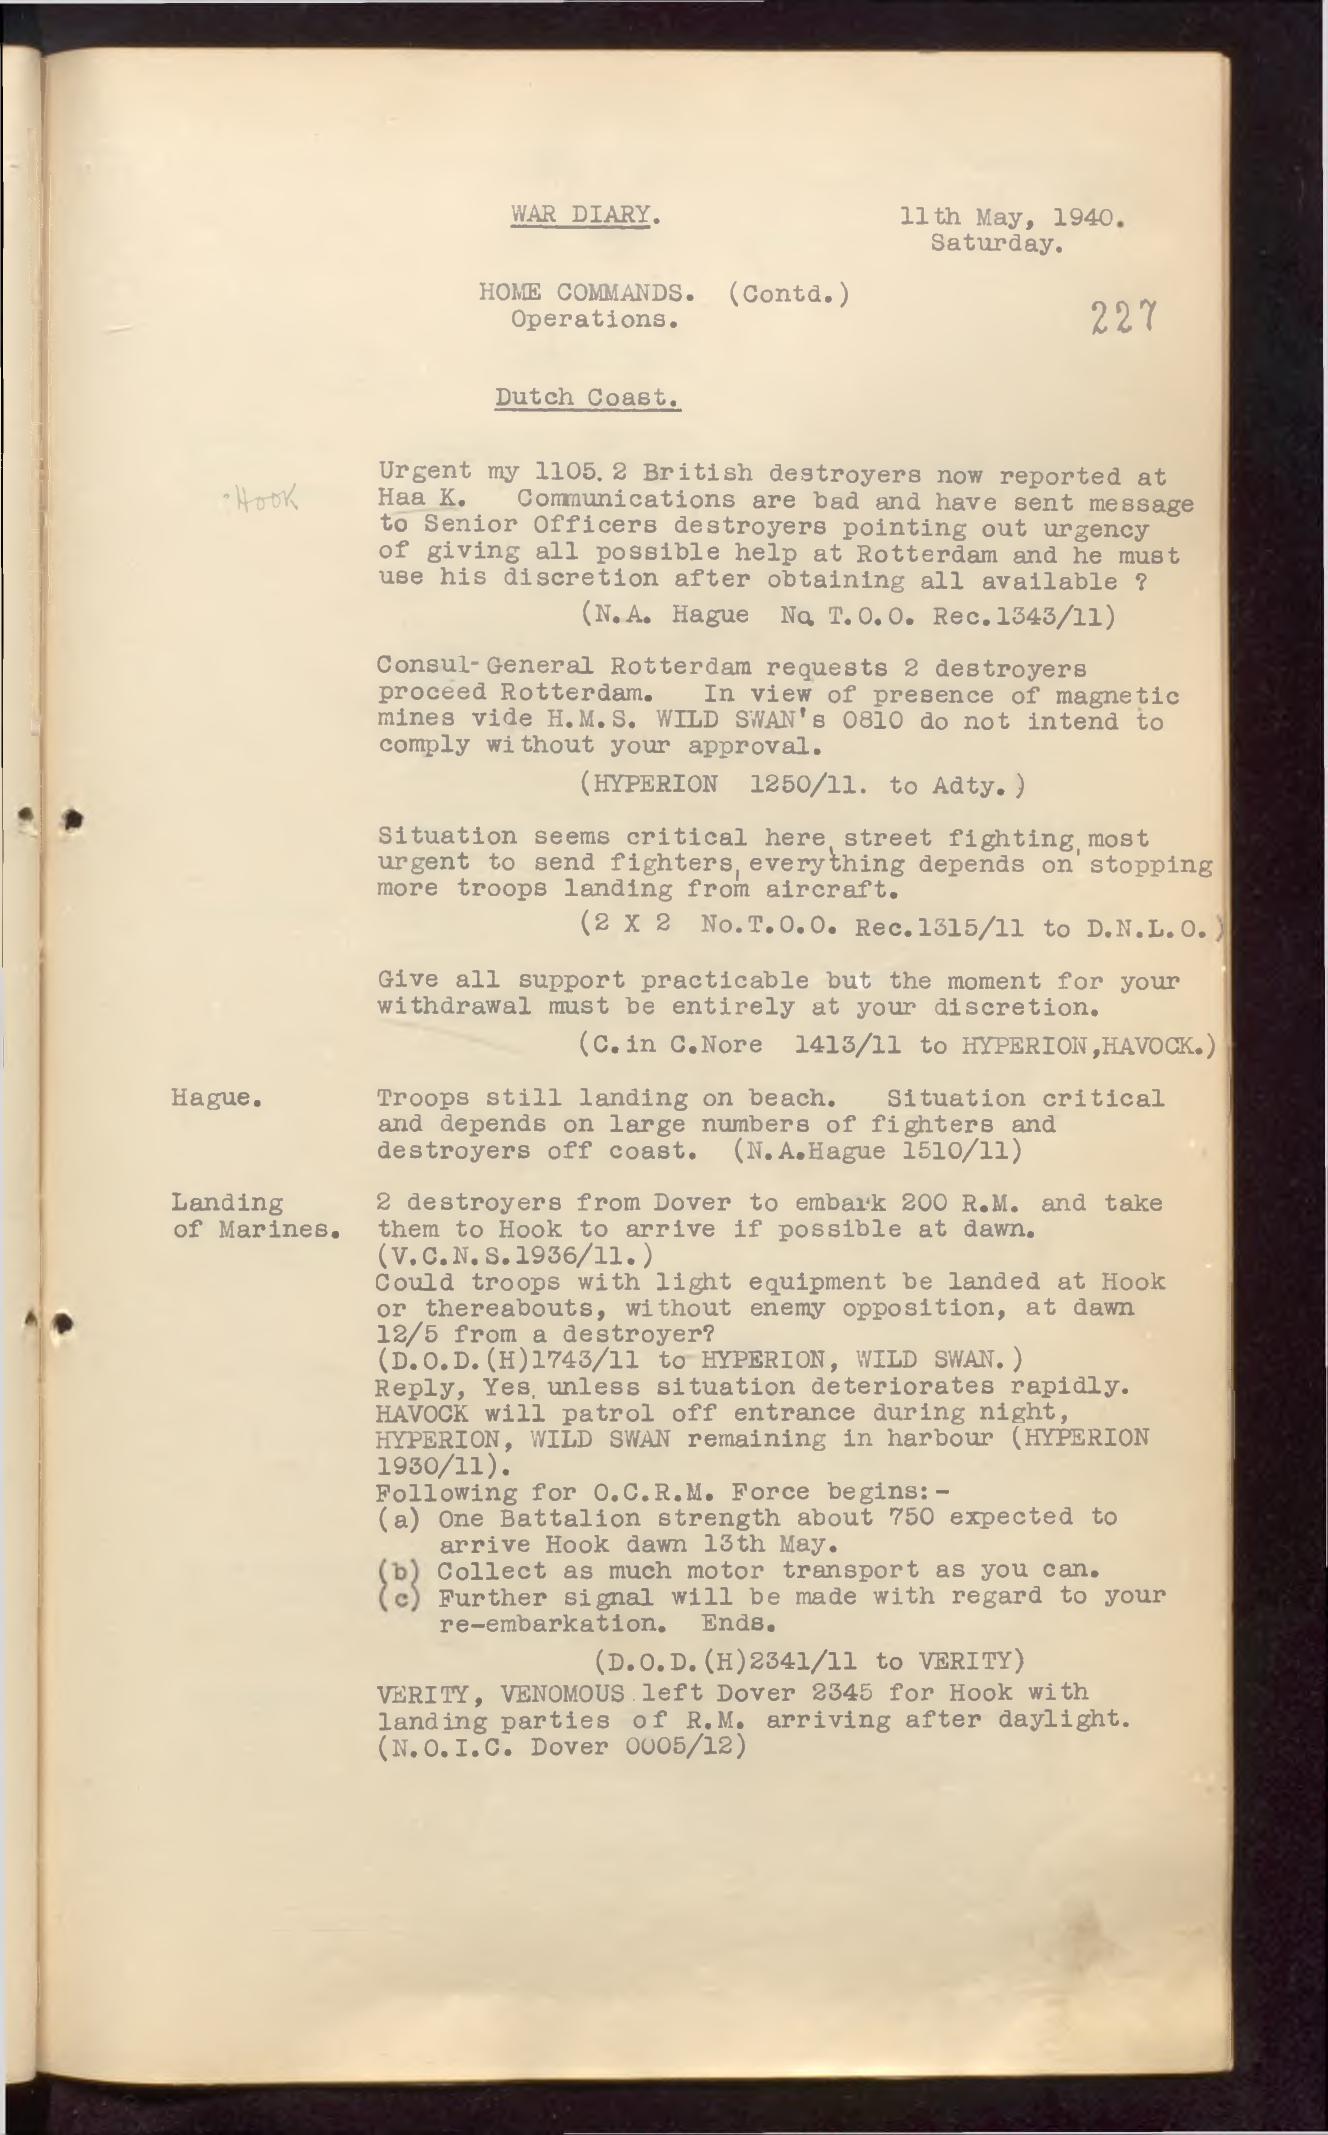 WAR DIARY. 11th May, 1940.
Saturday.
HOME COMMANDS. (Contd.)
Operations.
227
Dutch Coast.
Urgent my 1105. 2 British destroyers now reported at
Hook Haa K. Communications are bad and have sent message
to Senior Officers destroyers pointing out urgency
of giving all possible help at Rotterdam and he must
use his discretion after obtaining all available ?
(N.A. Hague No. T.O.O. Rec.1343/11)
Consul-General Rotterdam requests 2 destroyers
proceed Rotterdam. In view of presence of magnetic
mines vide H.M.S. WILD SWAN's 0810 do not intend to
comply without your approval.
(HYPERION 1250/11. to Adty.)
Situation seems critical here, street fighting, most
urgent to send fighters, everything depends on stopping
more troops landing from aircraft.
(2 X 2 No.T.O.O. Rec.1315/11 to D.N.L.O.)
Give all support practicable but the moment for your
withdrawal must be entirely at your discretion.
(C.in C.Nore 1413/11 to HYPERION,HAVOCK.)
Hague. Troops still landing on beach. Situation critical
and depends on large numbers of fighters and
destroyers off coast. (N.A.Hague 1510/11)
Landing 2 destroyers from Dover to embark 200 R.M. and take
of Marines. them to Hook to arrive if possible at dawn.
(V.C.N.S.1936/11.)
Could troops with light equipment be landed at Hook
or thereabouts, without enemy opposition, at dawn
12/5 from a destroyer?
(D.O.D.(H)1743/11 to HYPERION, WILD SWAN.)
Reply, Yes, unless situation deteriorates rapidly.
HAVOCK will patrol off entrance during night,
HYPERION, WILD SWAN remaining in harbour (HYPERION
1930/11).
Following for O.C.R.M. Force begins:-
(a) One Battalion strength about 750 expected to
arrive Hook dawn 13th May.
(b) Collect as much motor transport as you can.
(c) Further signal will be made with regard to your
re-embarkation. Ends.
(D.O.D.(H)2341/11 to VERITY)
VERITY, VENOMOUS left Dover 2345 for Hook with
landing parties of R.M. arriving after daylight.
(N.O.I.C. Dover 0005/12)